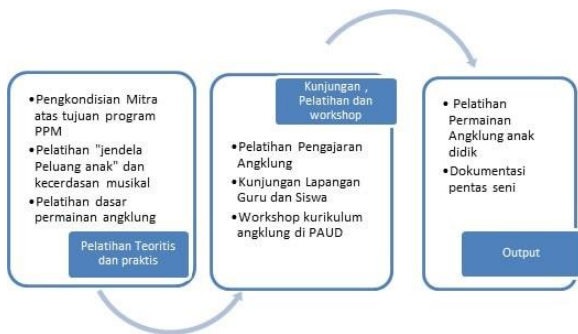 •Pengkondisian Mitra
atas tujuan program
PPM
•Pelatihan "jendela
Peluang anak" dan
kecerdasan musikal
•Pelatihan dasar
permainan angklung
Pelatihan Teoritis
dan praktis
Kunjungan ,
Pelatihan dan
workshop
•Pelatihan Pengajaran
Angklung
•Kunjungan Lapangan
Guru dan Siswa
•Workshop kurikulum
angklung di PAUD
• Pelatihan
Permainan
Angklung anak
didik
•Dokumentasi
pentas seni
Output